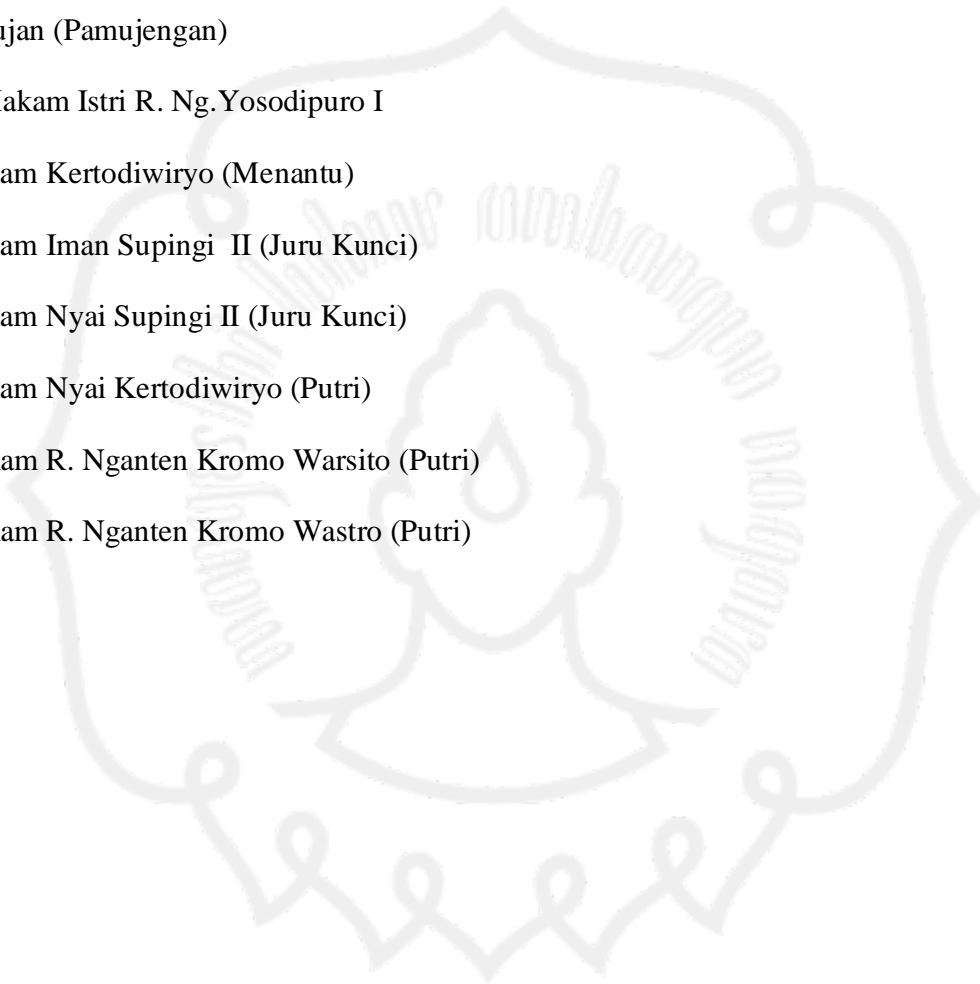 ujan (Pamujengan)
akam Istri R. Ng.Yosodipuro I
am Kertodiwiryo (Menantu)
am Iman Supingi  II (Juru Kunci)
am Nyai Supingi II (Juru Kunci)
am Nyai Kertodiwiryo (Putri)
am R. Nganten Kromo Warsito (Putri)
am R. Nganten Kromo Wastro (Putri)